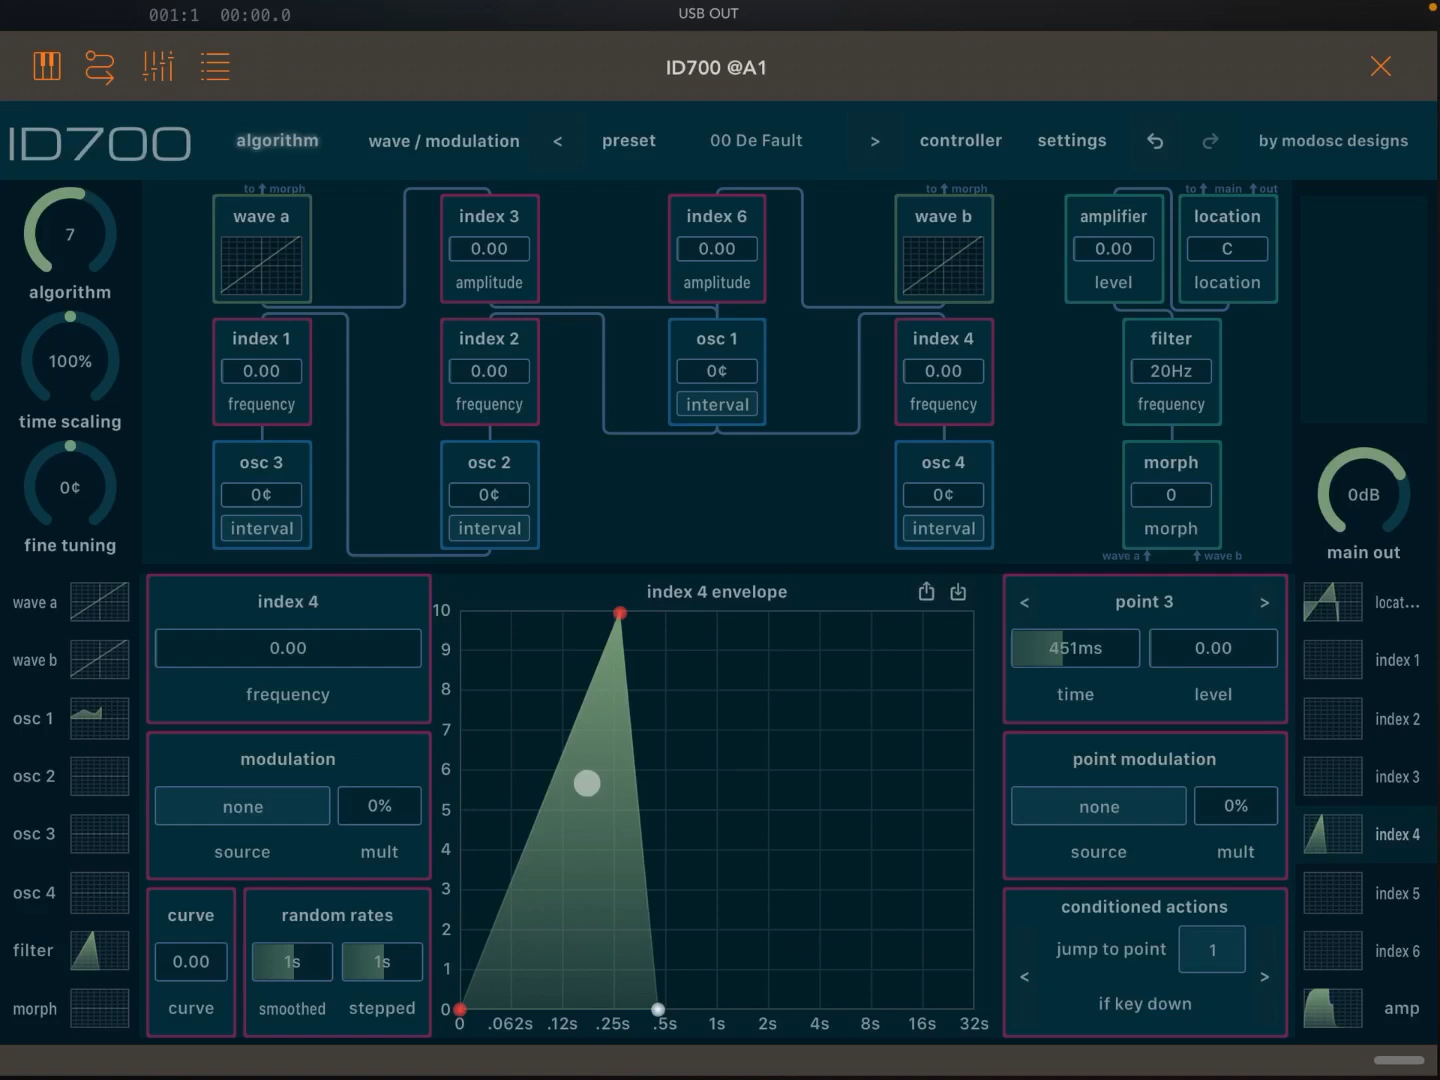 001:1 00:00.0
USB OUT
ID700 @A1
ID700
algorithm
wave / modulation
<
preset
00 De Fault
>
controller
settings
by modosc designs
7
algorithm
100%
time scaling
0¢
fine tuning
to ↑ morph
wave a
index 3
0.00
amplitude
index 6
0.00
amplitude
to ↑ morph
wave b
amplifier
0.00
level
to ↑ main ↑ out
location
C
location
index 1
0.00
frequency
index 2
0.00
frequency
osc 1
0¢
interval
index 4
0.00
frequency
filter
20Hz
frequency
osc 3
0¢
interval
osc 2
0¢
interval
osc 4
0¢
interval
morph
0
morph
wave a ↑ ↑ wave b
0dB
main out
wave a
wave b
osc 1
osc 2
osc 3
osc 4
filter
morph
index 4
0.00
frequency
modulation
none
0%
source
mult
curve
0.00
curve
random rates
1s
1s
smoothed
stepped
index 4 envelope
10
9
8
7
6
5
4
3
2
1
0
0 .062s .12s .25s .5s 1s 2s 4s 8s 16s 32s
< point 3 >
451ms
0.00
time
level
point modulation
none
0%
source
mult
conditioned actions
jump to point 1
< >
if key down
locat...
index 1
index 2
index 3
index 4
index 5
index 6
amp